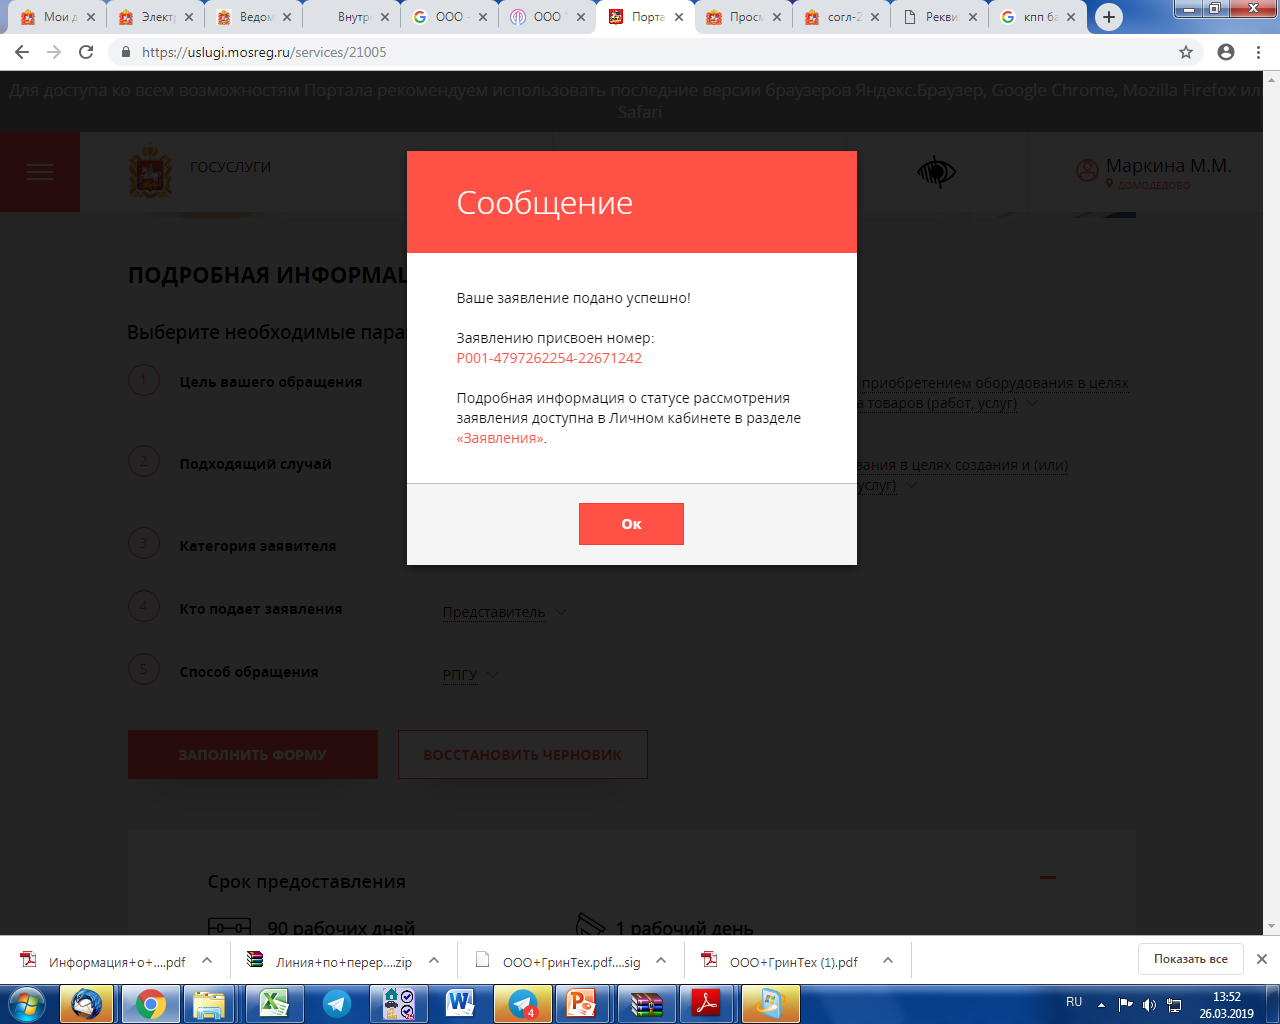 Мои д
Электр
Ведом
Внутре
ООО -
ООО "
Порта
Просм
согл-2
Рекви
кпп ба
https://uslugi.mosreg.ru/services/21005
Для доступа ко всем возможностям Портала рекомендуем использовать последние версии браузеров Яндекс.Браузер, Google Chrome, Mozilla Firefox или
Safari
ГОСУСЛУГИ
Маркина М.М.
ДОМОДЕДОВО
Сообщение
ПОДРОБНАЯ ИНФОРМАЦ
Ваше заявление подано успешно!
Выберите необходимые пара
Заявлению присвоен номер:
P001-4797262254-22671242
1 Цель вашего обращения
приобретением оборудования в целях
а товаров (работ, услуг)
Подробная информация о статусе рассмотрения
заявления доступна в Личном кабинете в разделе
«Заявления».
2 Подходящий случай
вания в целях создания и (или)
услуг)
Ок
3 Категория заявителя
4 Кто подает заявления
Представитель
5 Способ обращения
РПГУ
ЗАПОЛНИТЬ ФОРМУ
ВОССТАНОВИТЬ ЧЕРНОВИК
Срок предоставления
90 рабочих дней
1 рабочий день
Информация+о+....pdf
Линия+по+перер....zip
ООО+ГринТех.pdf....sig
ООО+ГринТех (1).pdf
Показать все
4
RU
13:52
26.03.2019